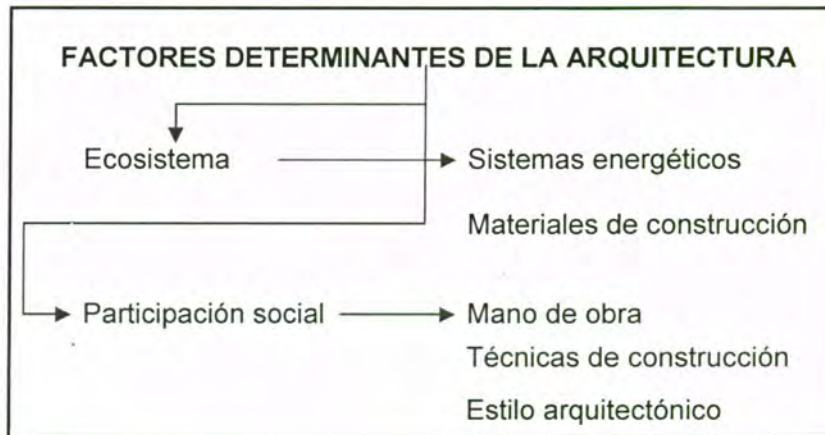 FACTORES DETERMINANTES DE LA ARQUITECTURA
Ecosistema
Sistemas energéticos
Materiales de construcción
Participación social
Mano de obra
Técnicas de construcción
Estilo arquitectónico